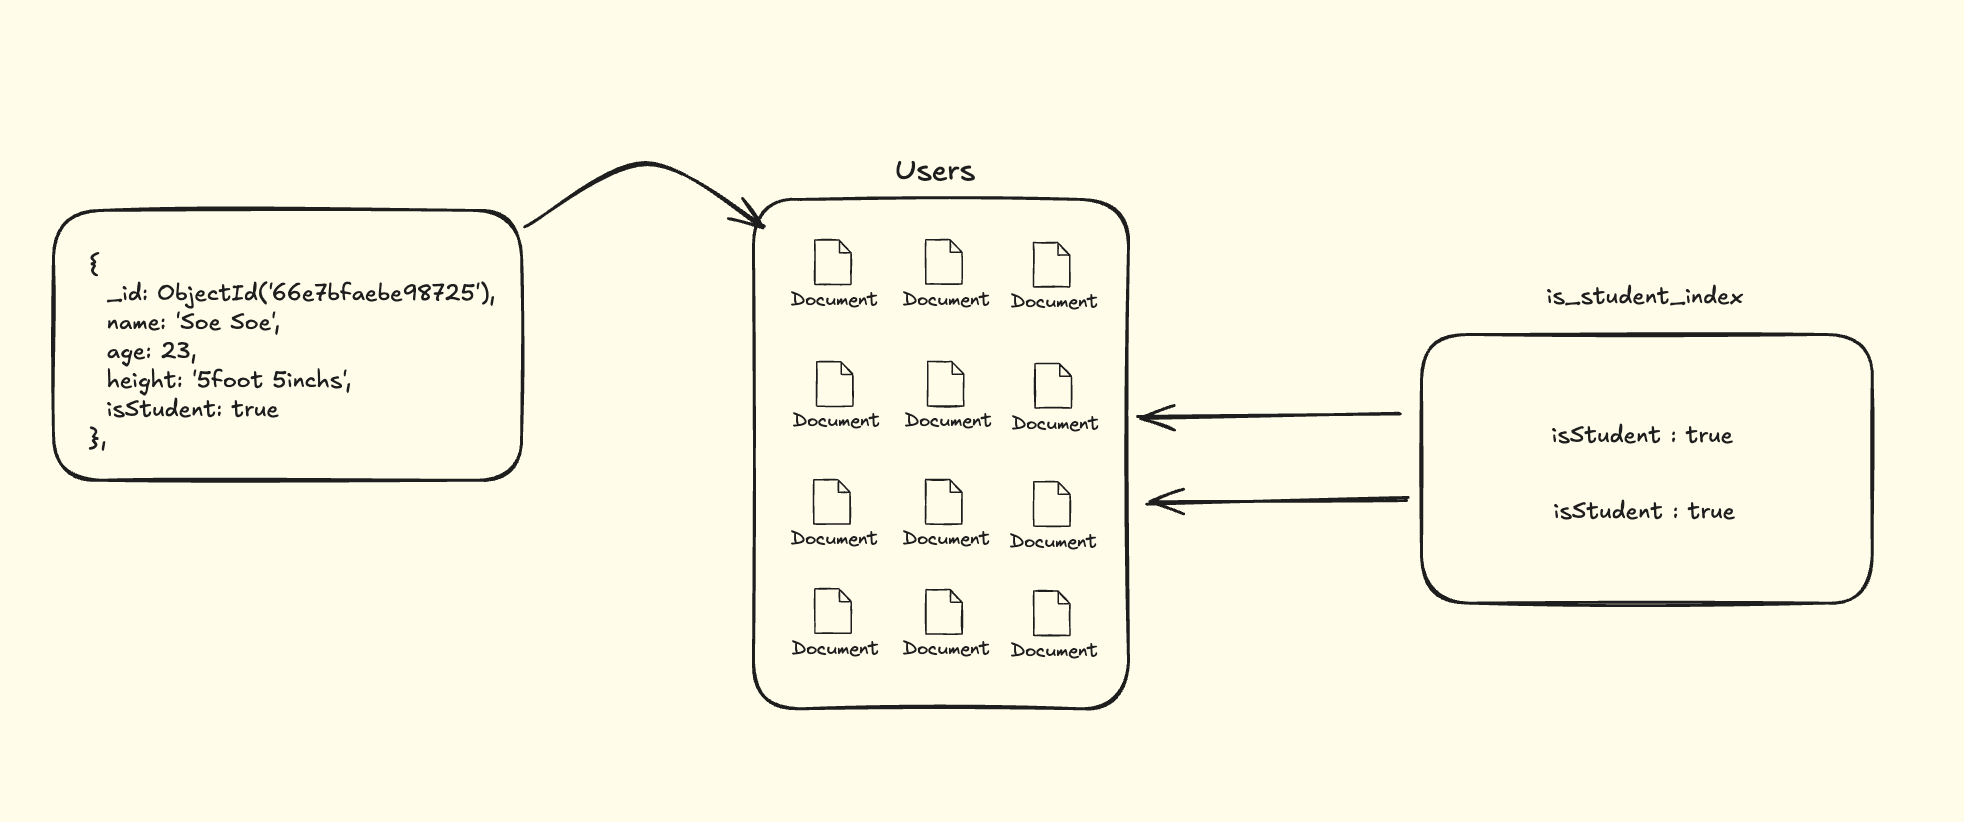 {
_id: ObjectId('66e7bfaebe98725'),
name: 'Soe Soe',
age: 23,
height: '5foot 5inchs',
isStudent: true
},
Users
Document Document Document
Document Document Document
Document Document Document
Document Document Document
is_student_index
isStudent : true
isStudent : true